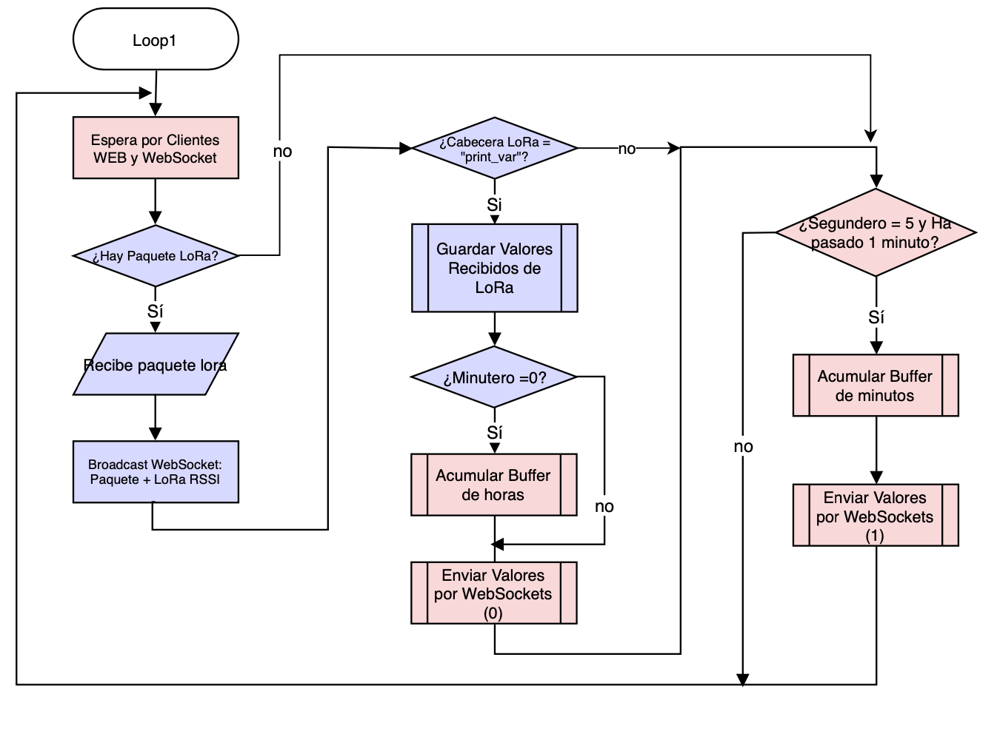 Loop1
Espera por Clientes
WEB y WebSocket
¿Hay Paquete LoRa?
no
Sí
Recibe paquete lora
Broadcast WebSocket:
Paquete + LoRa RSSI
¿Cabecera LoRa =
"print_var"?
no
Si
Guardar Valores
Recibidos de
LoRa
¿Minutero =0?
Sí
no
Acumular Buffer
de horas
Enviar Valores
por WebSockets
(0)
¿Segundero = 5 y Ha
pasado 1 minuto?
no
Sí
Acumular Buffer
de minutos
Enviar Valores
por WebSockets
(1)